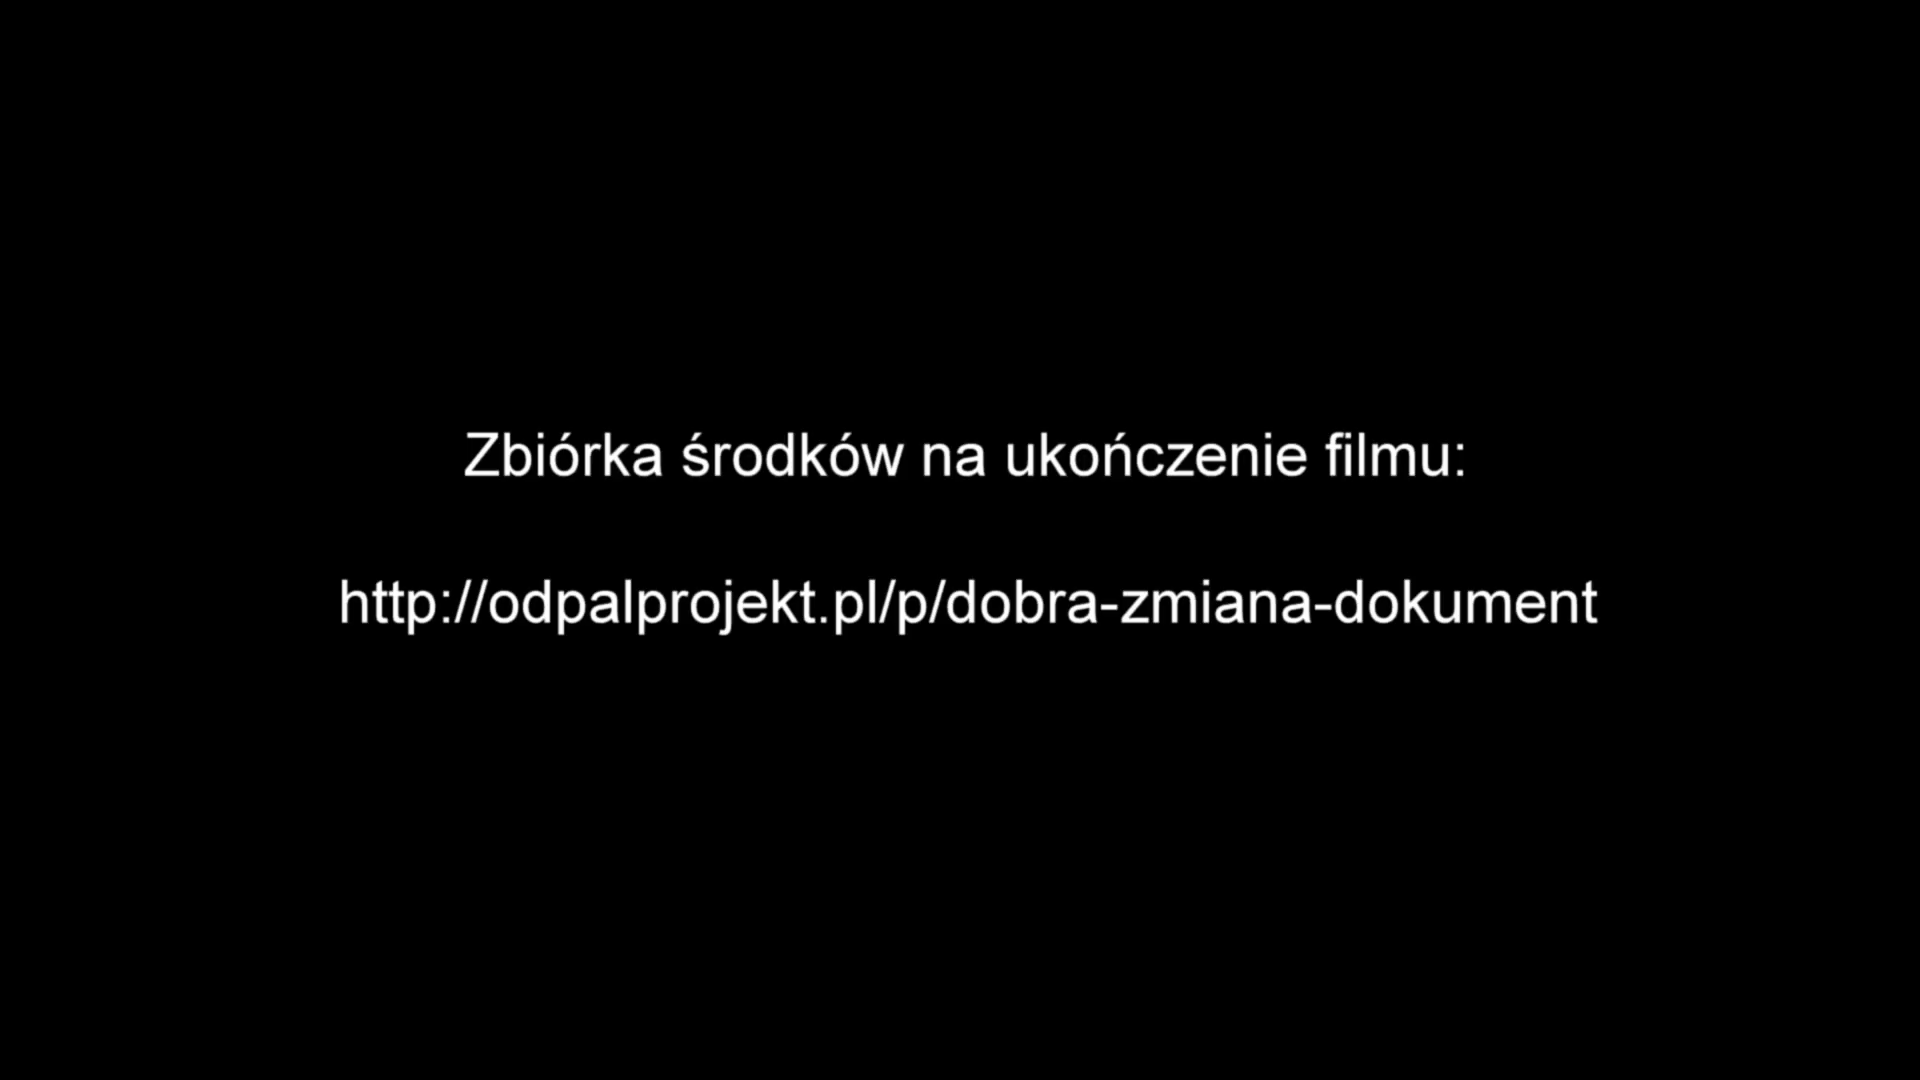 Zbiórka środków na ukończenie filmu:
http://odpalprojekt.pl/p/dobra-zmiana-dokument